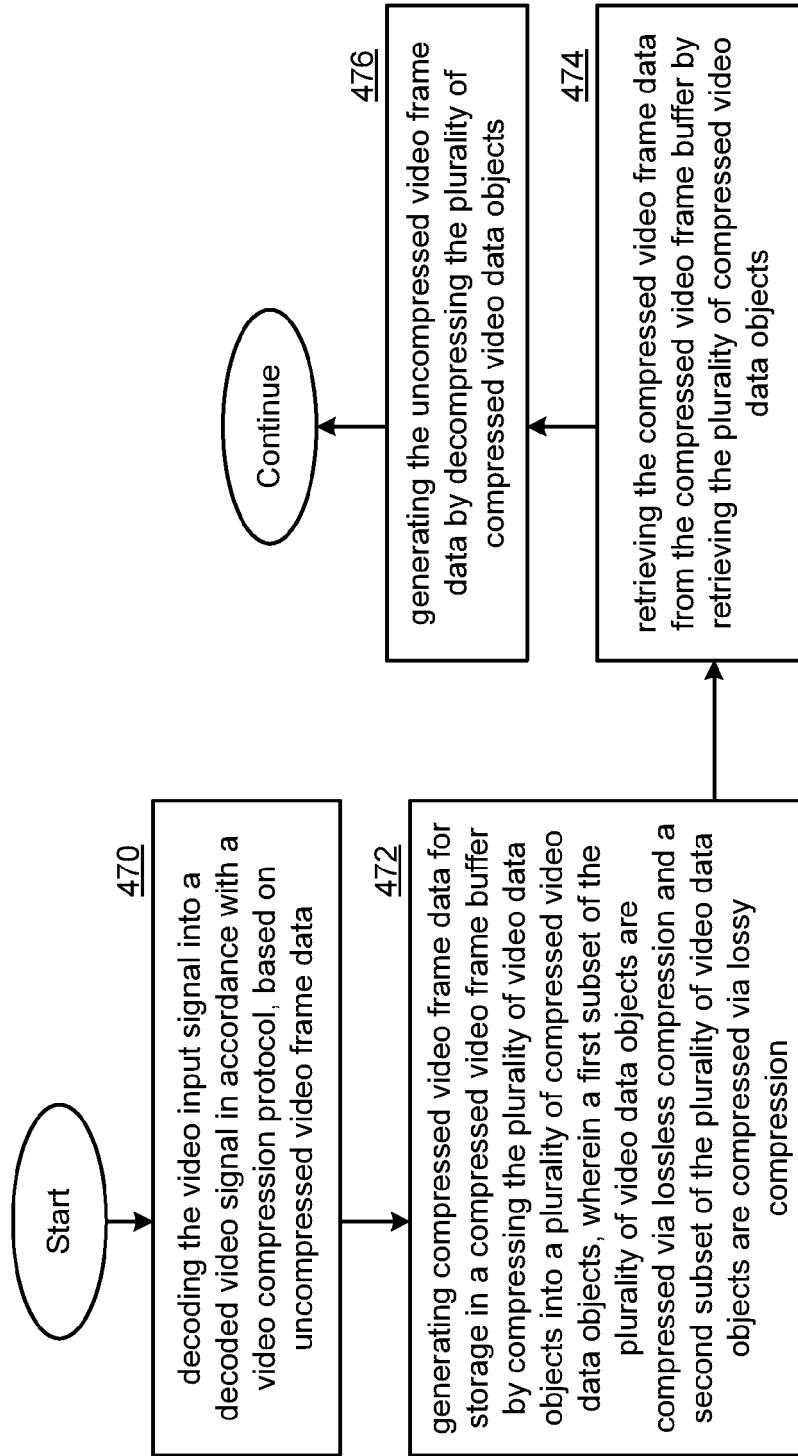 Start
470
decoding the video input signal into a
decoded video signal in accordance with a
video compression protocol, based on
uncompressed video frame data
472
generating compressed video frame data for
storage in a compressed video frame buffer
by compressing the plurality of video data
objects into a plurality of compressed video
data objects, wherein a first subset of the
plurality of video data objects are
compressed via lossless compression and a
second subset of the plurality of video data
objects are compressed via lossy
compression
474
retrieving the compressed video frame data
from the compressed video frame buffer by
retrieving the plurality of compressed video
data objects
476
generating the uncompressed video frame
data by decompressing the plurality of
compressed video data objects
Continue